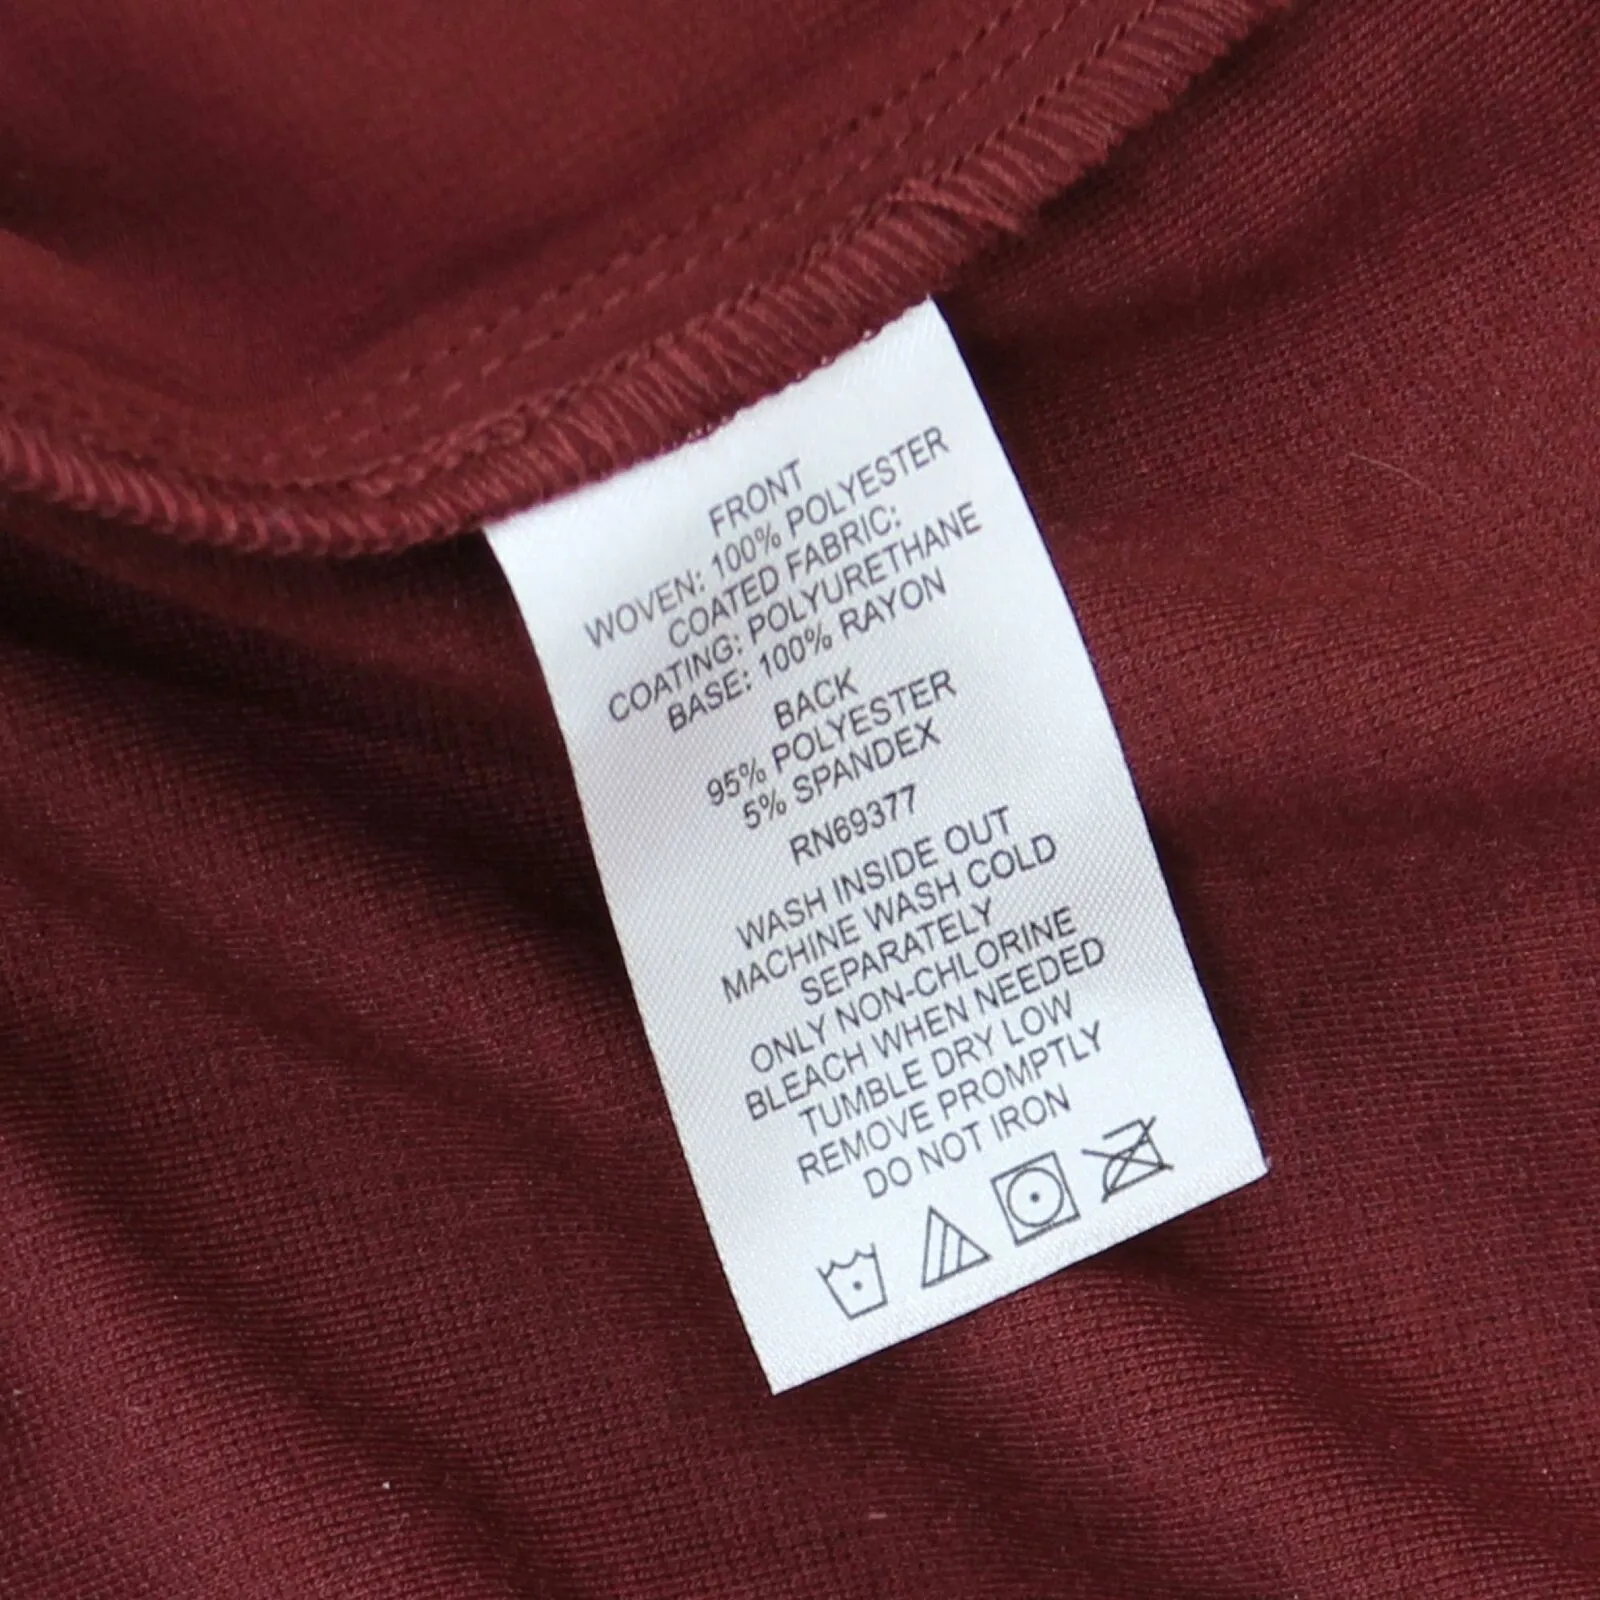 FRONT
WOVEN: 100% POLYESTER
COATED FABRIC:
COATING: POLYURETHANE
BASE: 100% RAYON
BACK
95% POLYESTER
5% SPANDEX
RN69377
WASH INSIDE OUT
MACHINE WASH COLD
SEPARATELY
ONLY NON-CHLORINE
BLEACH WHEN NEEDED
TUMBLE DRY LOW
REMOVE PROMPTLY
DO NOT IRON